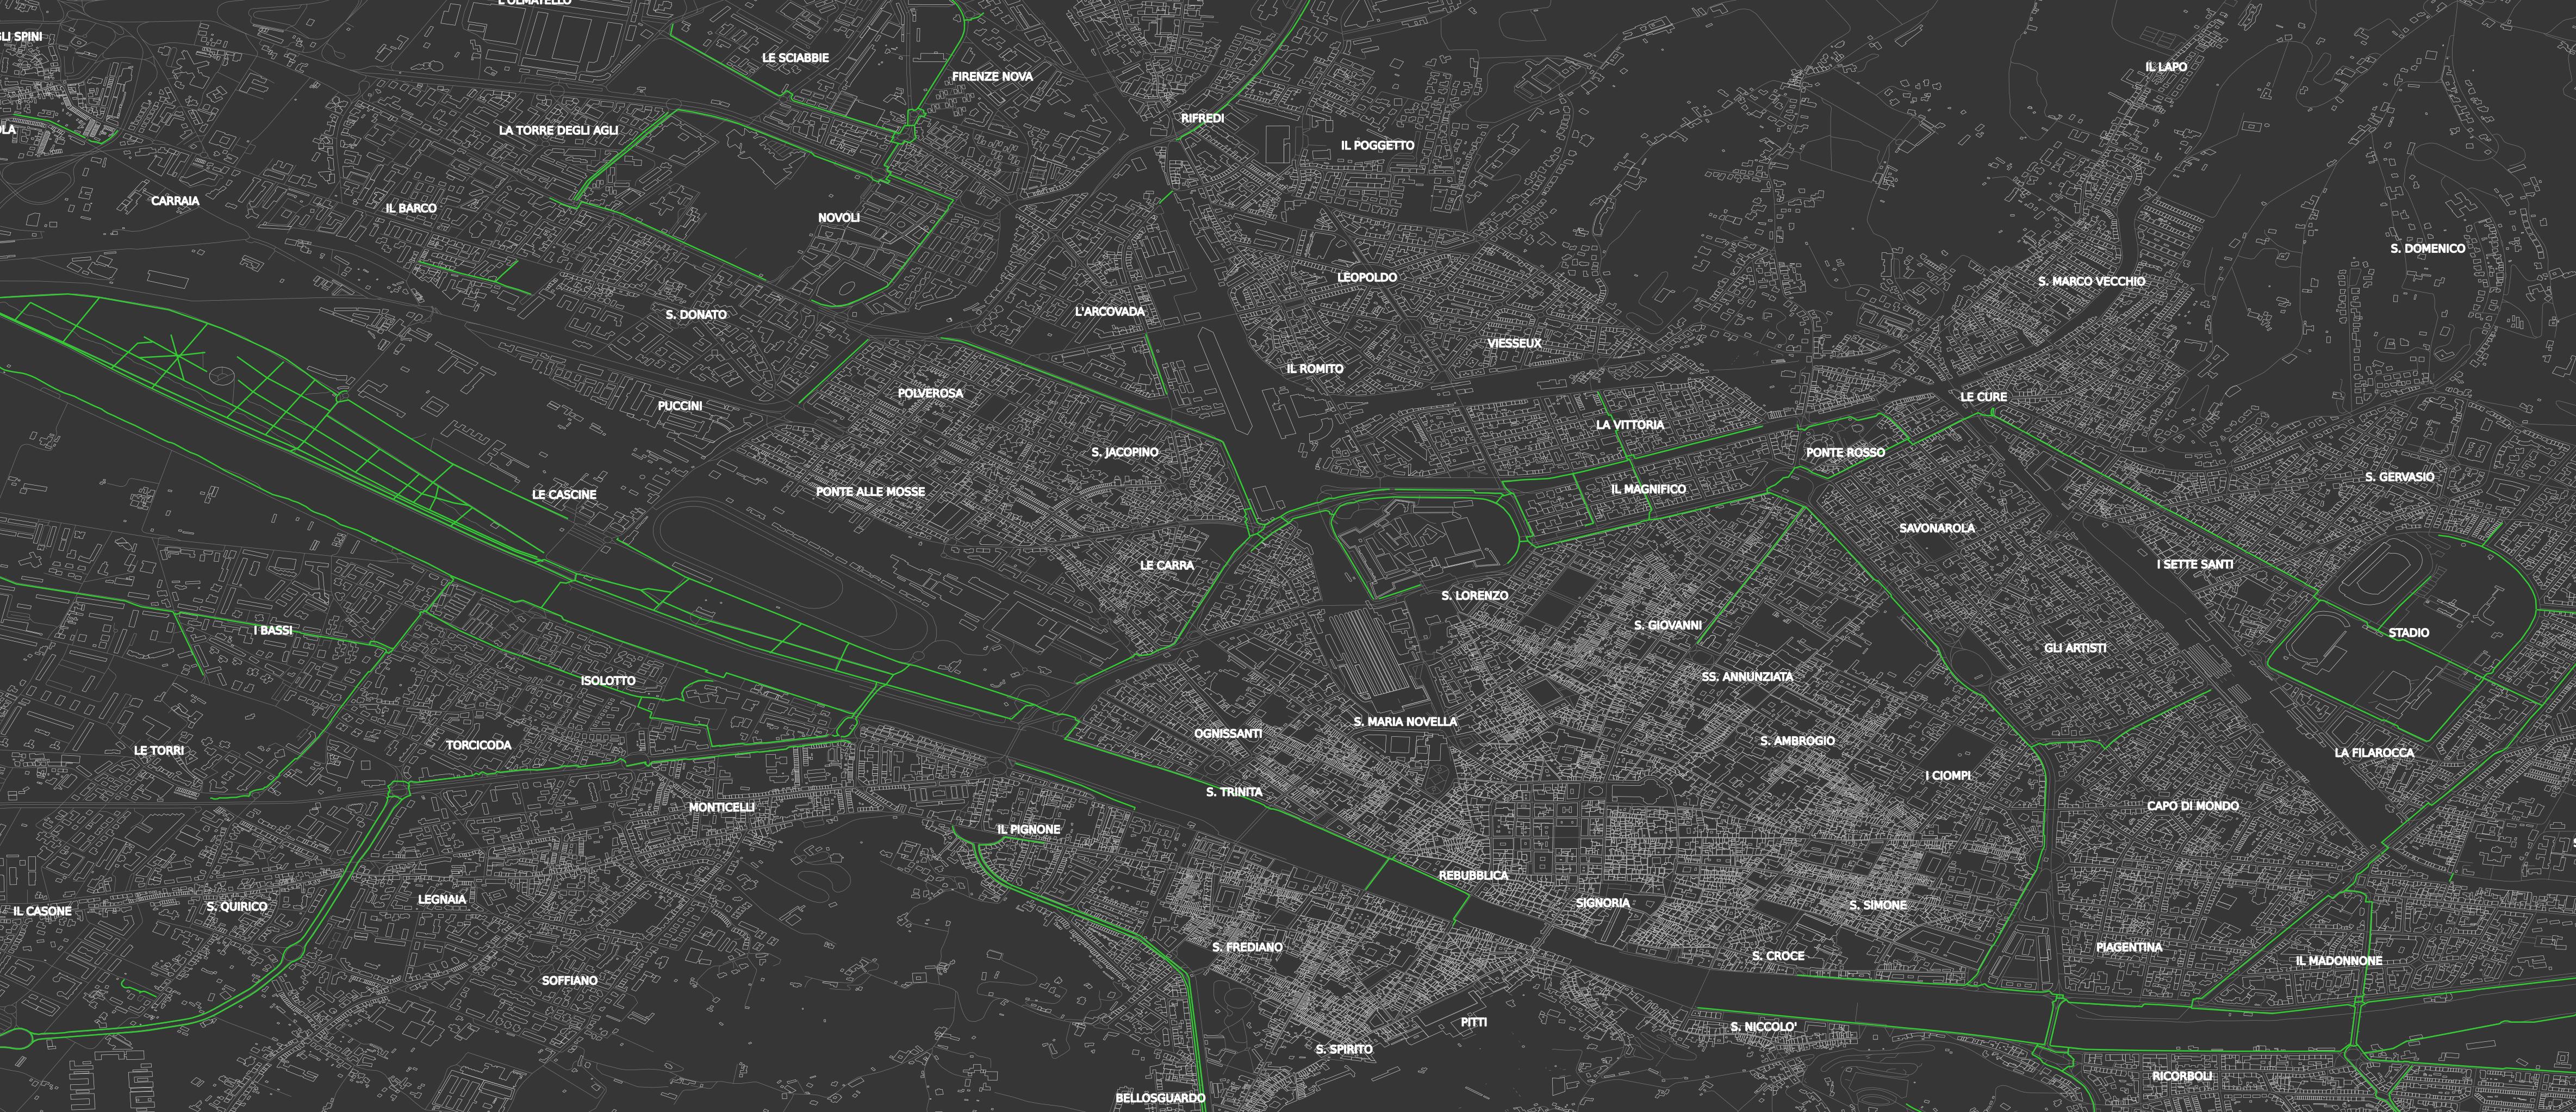 L'OLMATELLO
GLI SPINI
LE SCIABBIE
IL LAPO
FIRENZE NOVA
RIFREDI
LA TORRE DEGLI AGLI
IL POGGETTO
CARRAIA
IL BARCO
NOVOLI
S. DOMENICO
LEOPOLDO
S. MARCO VECCHIO
L'ARCOVADA
S. DONATO
VIESSEUX
IL ROMITO
POLVEROSA
LE CURE
PUCCINI
LA VITTORIA
S. JACOPINO
PONTE ROSSO
S. GERVASIO
PONTE ALLE MOSSE
IL MAGNIFICO
LE CASCINE
SAVONAROLA
LE CARRA
I SETTE SANTI
S. LORENZO
S. GIOVANNI
I BASSI
STADIO
GLI ARTISTI
SS. ANNUNZIATA
ISOLOTTO
S. MARIA NOVELLA
OGNISSANTI
S. AMBROGIO
TORCICODA
LE TORRI
LA FILAROCCA
I CIOMPI
S. TRINITA
CAPO DI MONDO
MONTICELLI
IL PIGNONE
REBUBBLICA
LEGNAIA
SIGNORIA
S. SIMONE
S. QUIRICO
IL CASONE
S. FREDIANO
PIAGENTINA
S. CROCE
IL MADONNONE
SOFFIANO
PITTI
S. NICCOLO'
S. SPIRITO
RICORBOLI
BELLOSGUARDO